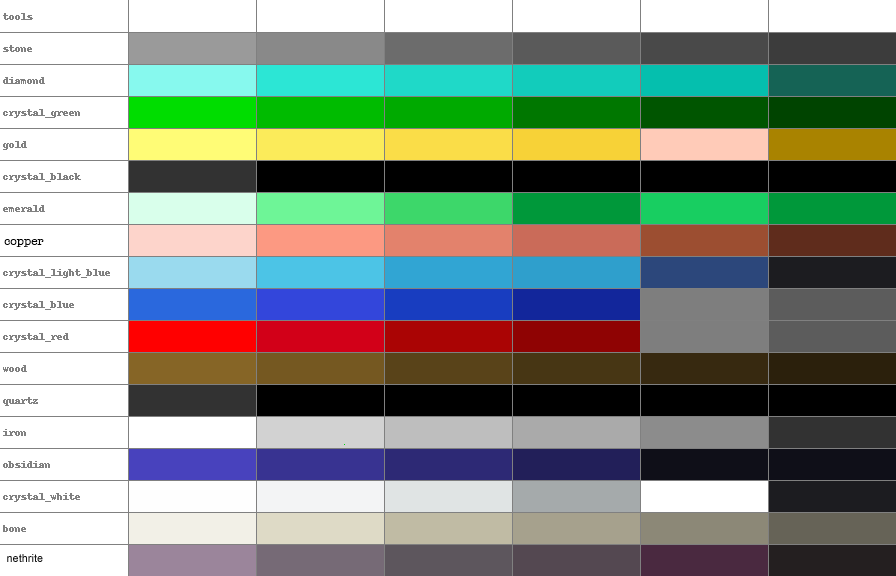 tools
stone
diamond
crystal_green
gold
crystal_black
emerald
copper
crystal_light_blue
crystal_blue
crystal_red
wood
quartz
iron
obsidian
crystal_white
bone
nethrite